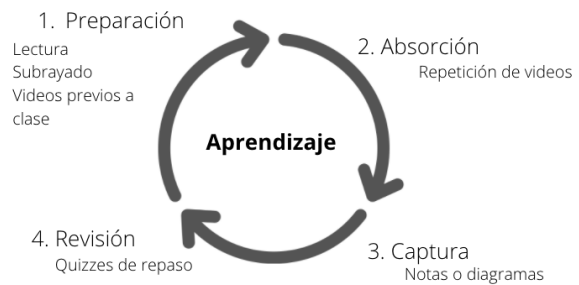 1. Preparación
Lectura
Subrayado
Videos previos a
clase
2. Absorción
Repetición de videos
Aprendizaje
3. Captura
Notas o diagramas
4. Revisión
Quizzes de repaso